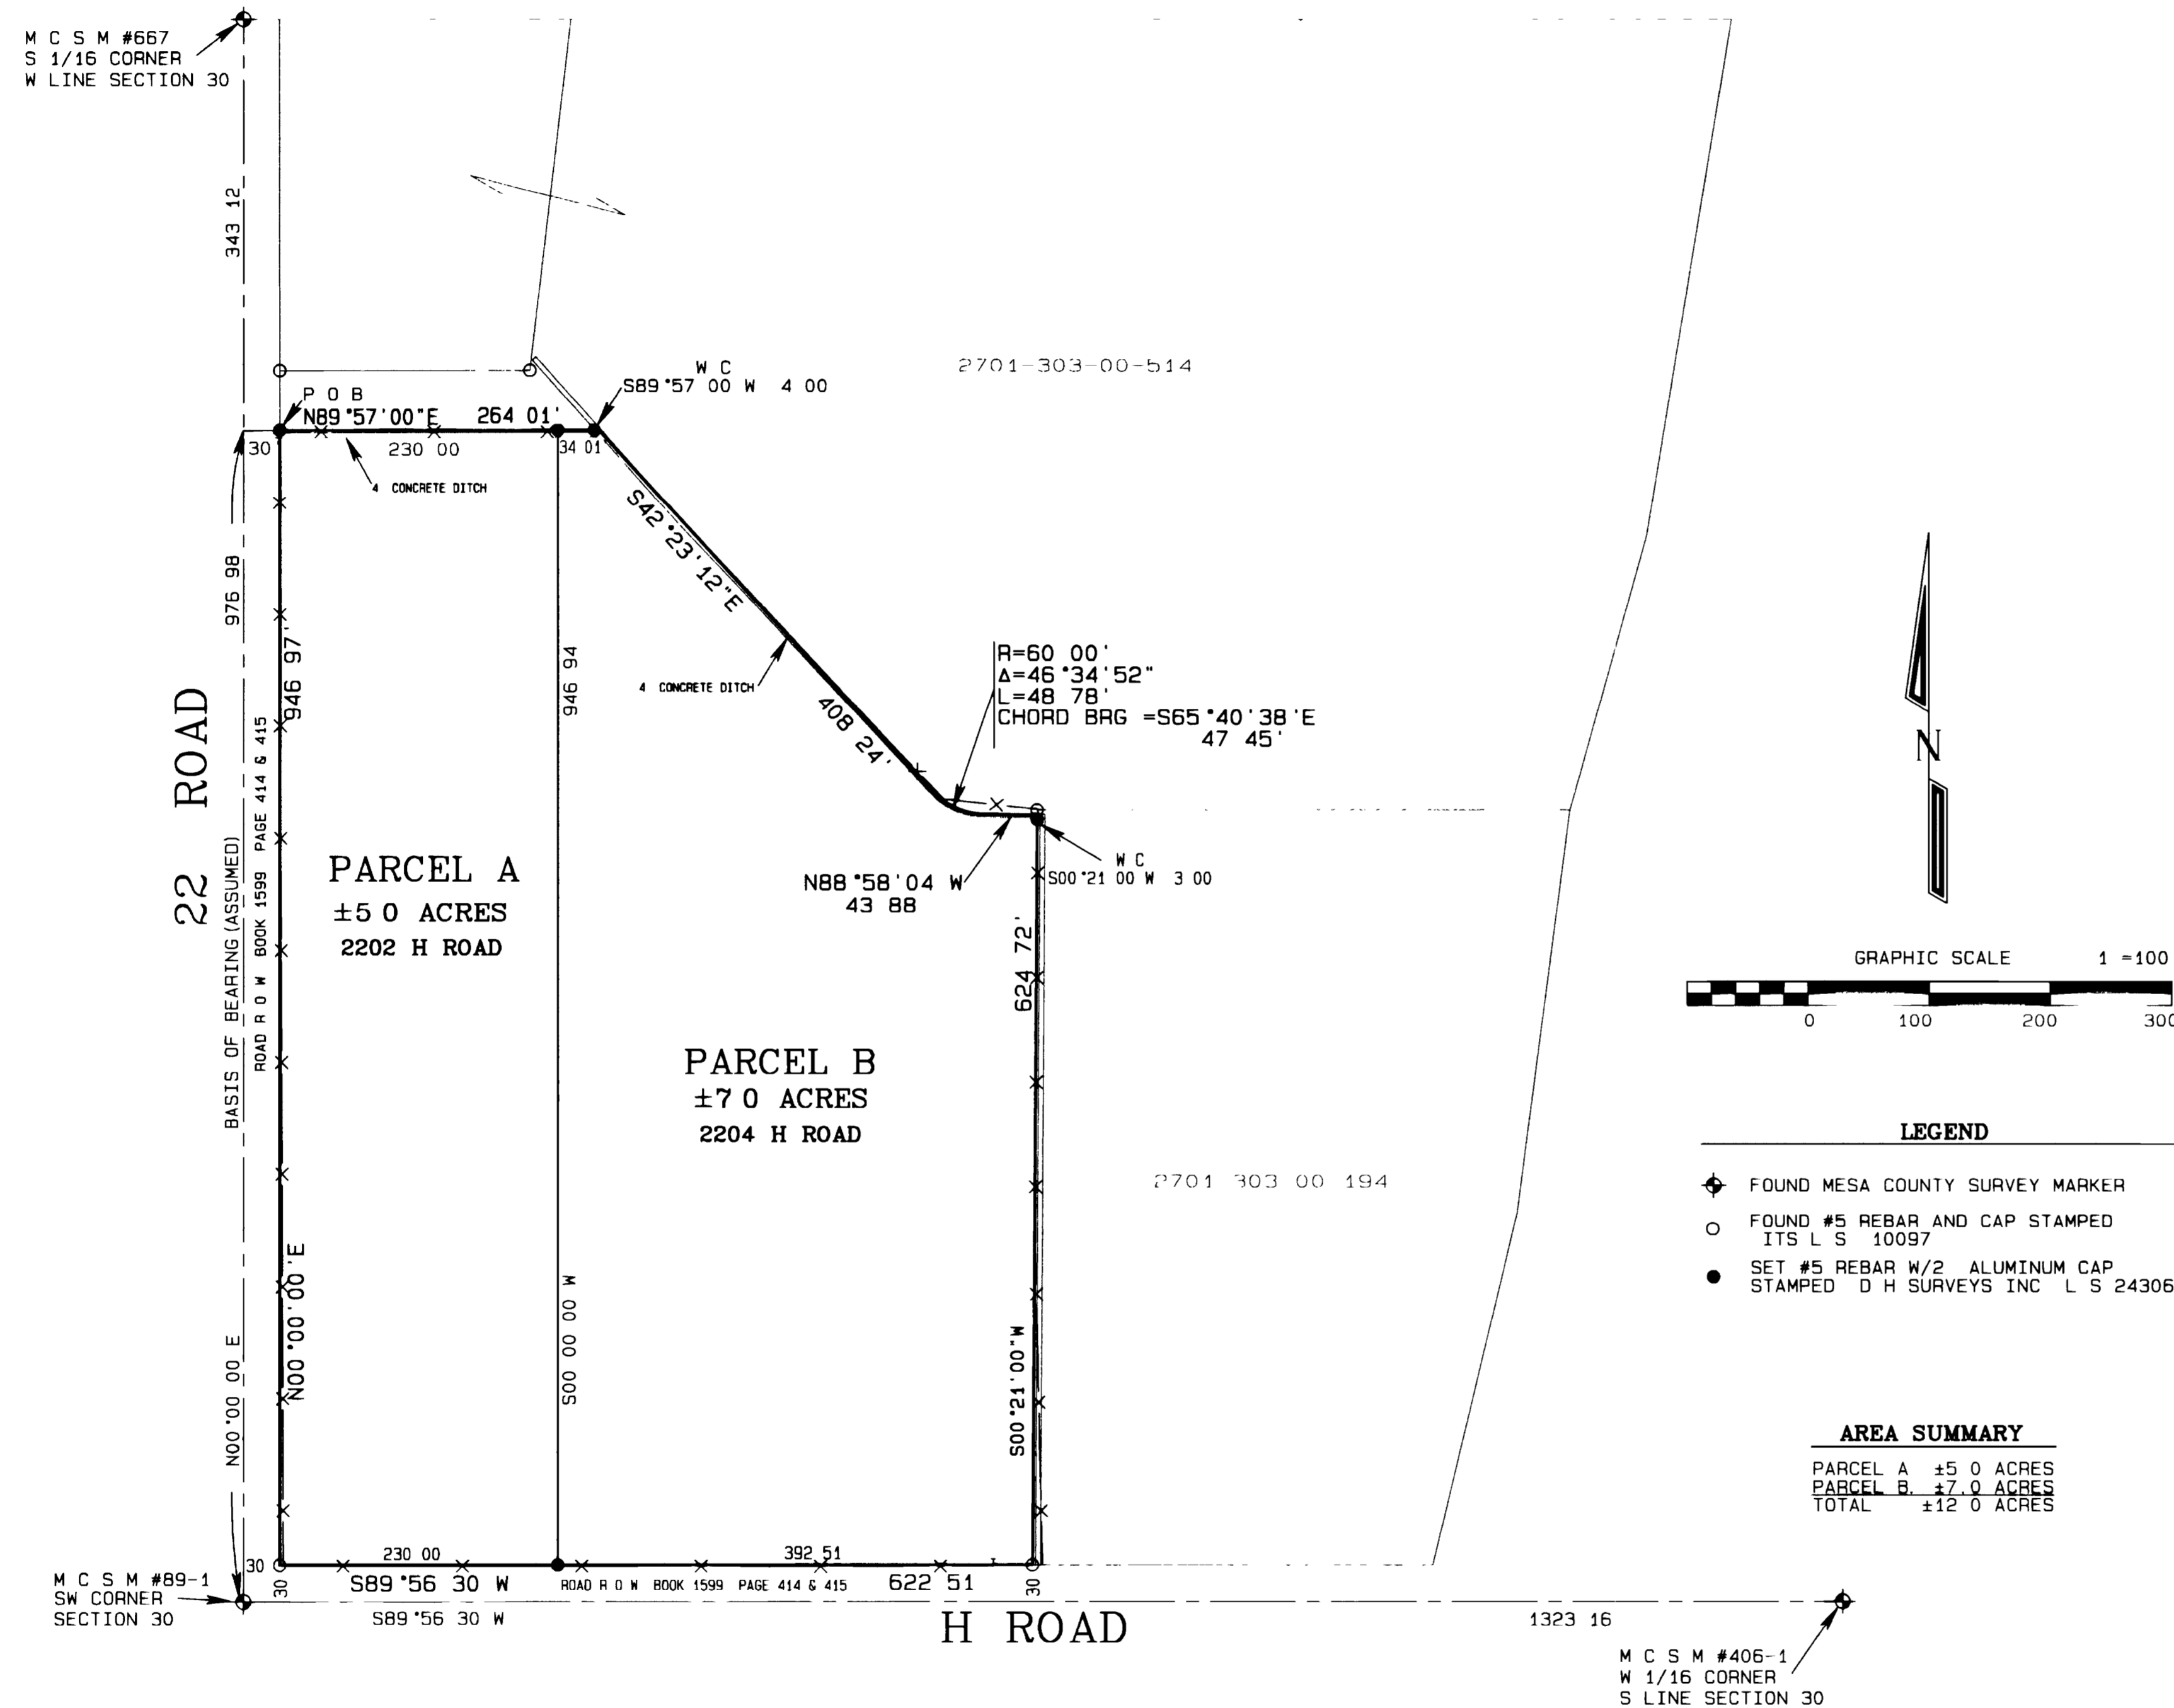 M C S M #667
S 1/16 CORNER
W LINE SECTION 30
343 12
W C
S89°57 00 W 4 00
2701-303-00-514
P O B
N89°57'00"E 264 01'
30
230 00
34 01
4 CONCRETE DITCH
S42°23'12"E
976 98
946 97'
946 94
4 CONCRETE DITCH
408 24'
R=60 00'
Δ=46°34'52"
L=48 78'
CHORD BRG =S65°40'38'E
47 45'
22 ROAD
BASIS OF BEARING (ASSUMED)
ROAD R O W BOOK 1599 PAGE 414 & 415
PARCEL A
±5 0 ACRES
2202 H ROAD
N88°58'04 W
43 88
W C
S00°21 00 W 3 00
624 72'
N
GRAPHIC SCALE 1 =100
0 100 200 300
PARCEL B
±7 0 ACRES
2204 H ROAD
2701 303 00 194
LEGEND
FOUND MESA COUNTY SURVEY MARKER
FOUND #5 REBAR AND CAP STAMPED
ITS L S 10097
SET #5 REBAR W/2 ALUMINUM CAP
STAMPED D H SURVEYS INC L S 24306
N00°00 00 E
N00°00'00'E
S00 00 00 W
S00°21'00"W
AREA SUMMARY
PARCEL A ±5 0 ACRES
PARCEL B. ±7.0 ACRES
TOTAL ±12 0 ACRES
30
230 00
392 51
30
S89°56 30 W
ROAD R O W BOOK 1599 PAGE 414 & 415
622 51
30
M C S M #89-1
SW CORNER
SECTION 30
S89°56 30 W
H ROAD
1323 16
M C S M #406-1
W 1/16 CORNER
S LINE SECTION 30